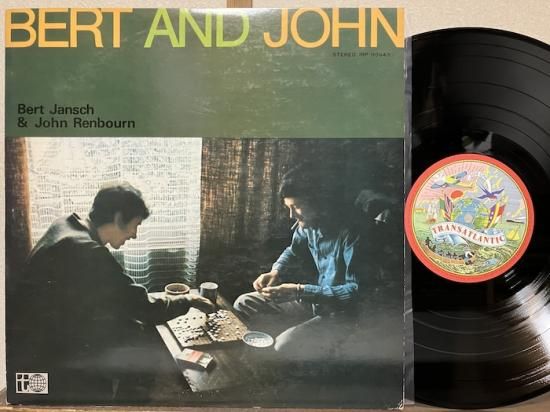 BERT AND JOHN
STEREO
Bert Jansch
& John Renbourn
TRANSATLANTIC